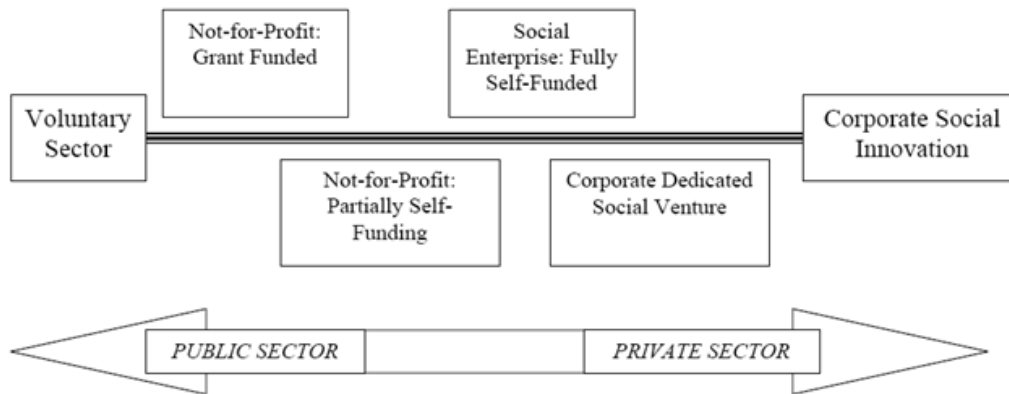 Not-for-Profit:
Grant Funded
Social
Enterprise: Fully
Self-Funded
Voluntary
Sector
Corporate Social
Innovation
Not-for-Profit:
Partially Self-
Funding
Corporate Dedicated
Social Venture
PUBLIC SECTOR
PRIVATE SECTOR